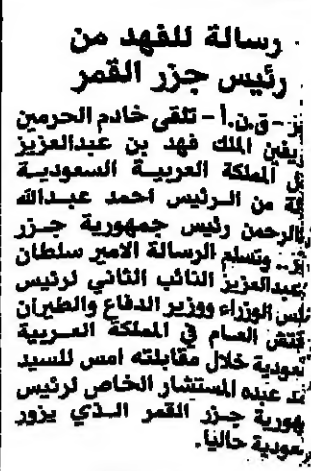 رسالة للفهد من
رئيس جزر القمر
ق.ن.أ - تلقى خادم الحرمين
الملك فهد بن عبدالعزيز
المملكة العربية السعودية
من الرئيس احمد عبدالله
الرحمن رئيس جمهورية جزر
وتسلم الرسالة الامير سلطان
عبدالعزيز النائب الثاني لرئيس
الوزراء ووزير الدفاع والطيران
العام في المملكة العربية
خلال مقابلته امس للسيد
عبده المستشار الخاص لرئيس
جزر القمر الذي يزور
حاليا.